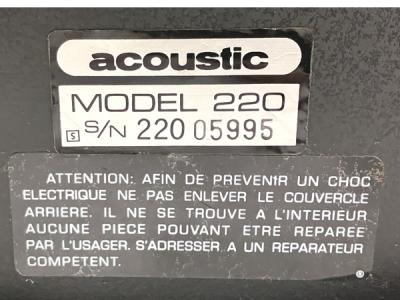 acoustic
MODEL 220
S S/N 220 05995
ATTENTION: AFIN DE PREVENIR UN CHOC
ELECTRIQUE NE PAS ENLEVER LE COUVERCLE
ARRIERE. IL NE SE TROUVE A L'INTERIEUR
AUCUNE PIECE POUVANT ETRE REPAREE
PAR L'USAGER. S'ADRESSER A UN REPARATEUR
COMPETENT.